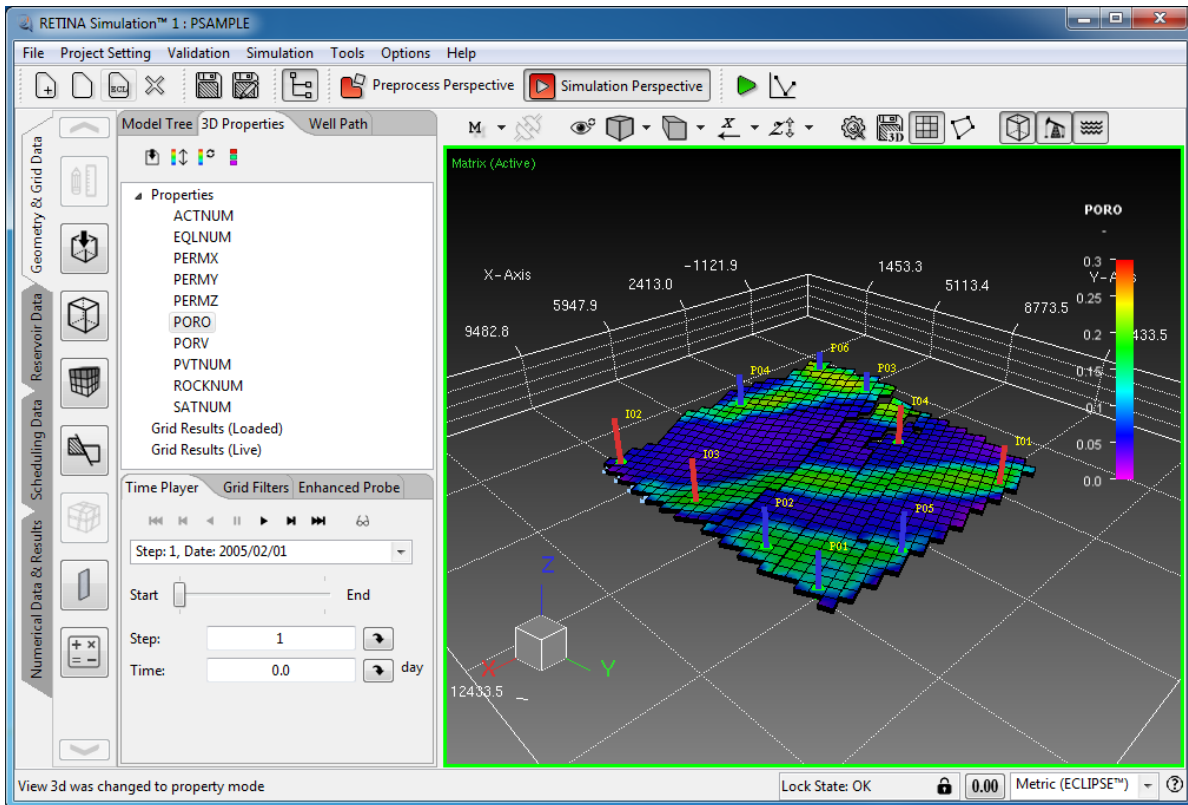 RETINA Simulation™ 1 : PSAMPLE
File Project Setting Validation Simulation Tools Options Help
ECL Preprocess Perspective Simulation Perspective
Geometry & Grid Data
Reservoir Data
Scheduling Data
Numerical Data & Results
Model Tree 3D Properties Well Path
Properties
ACTNUM
EQLNUM
PERMX
PERMY
PERMZ
PORO
PORV
PVTNUM
ROCKNUM
SATNUM
Grid Results (Loaded)
Grid Results (Live)
Time Player Grid Filters Enhanced Probe
Step: 1, Date: 2005/02/01
Start End
Step: 1
Time: 0.0 day
M X Z 3D
Matrix (Active)
PORO
-
0.3
0.25
0.2
0.15
0.1
0.05
0.0
X-Axis
Y-A
-1121.9
2413.0
5947.9
9482.8
1453.3
5113.4
8773.5
433.5
P06
P04
P03
I02
I04
I03
I01
P02
P05
P01
Z
X
Y
12433.5
View 3d was changed to property mode
Lock State: OK 0.00 Metric (ECLIPSE™)